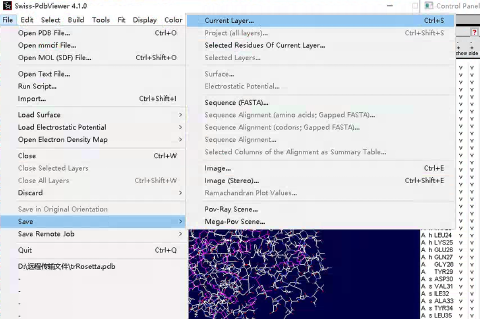 Swiss-PdbViewer 4.1.0
Control Panel
File Edit Select Build Tools Fit Display Color
Open PDB File... Ctrl+O
Open mmCIF File...
Open MOL (SDF) File... Ctrl+Shift+O
Open Text File...
Run Script...
Import... Ctrl+Shift+I
Load Surface
Load Electrostatic Potential
Open Electron Density Map
Close Ctrl+W
Close Selected Layers
Close All Layers Ctrl+Shift+W
Discard
Save in Original Orientation
Save
Save Remote Job
Quit Ctrl+Q
D:\远程传输文件\trRosetta.pdb
-
-
-
Current Layer... Ctrl+S
Project (all layers)... Ctrl+Shift+S
Selected Residues Of Current Layer...
Selected Layers...
Surface...
Electrostatic Potential...
Sequence (FASTA)...
Sequence Alignment (amino acids; Gapped FASTA)...
Sequence Alignment (codons; Gapped FASTA)...
Sequence Alignment...
Selected Columns of the Alignment as Summary Table...
Image... Ctrl+E
Image (Stereo)... Ctrl+Shift+E
Ramachandran Plot Values...
Pov-Ray Scene...
Mega-Pov Scene...
?
show side
A h LEU24 v v
A h LYS25 v v
A h GLU26 v v
A h GLN27 v v
A GLY28 v v
A TYR29 v v
A s ASP30 v v
A s VAL31 v v
A s ILE32 v v
A s ALA33 v v
A s TYR34 v v
A s LEU35 v v